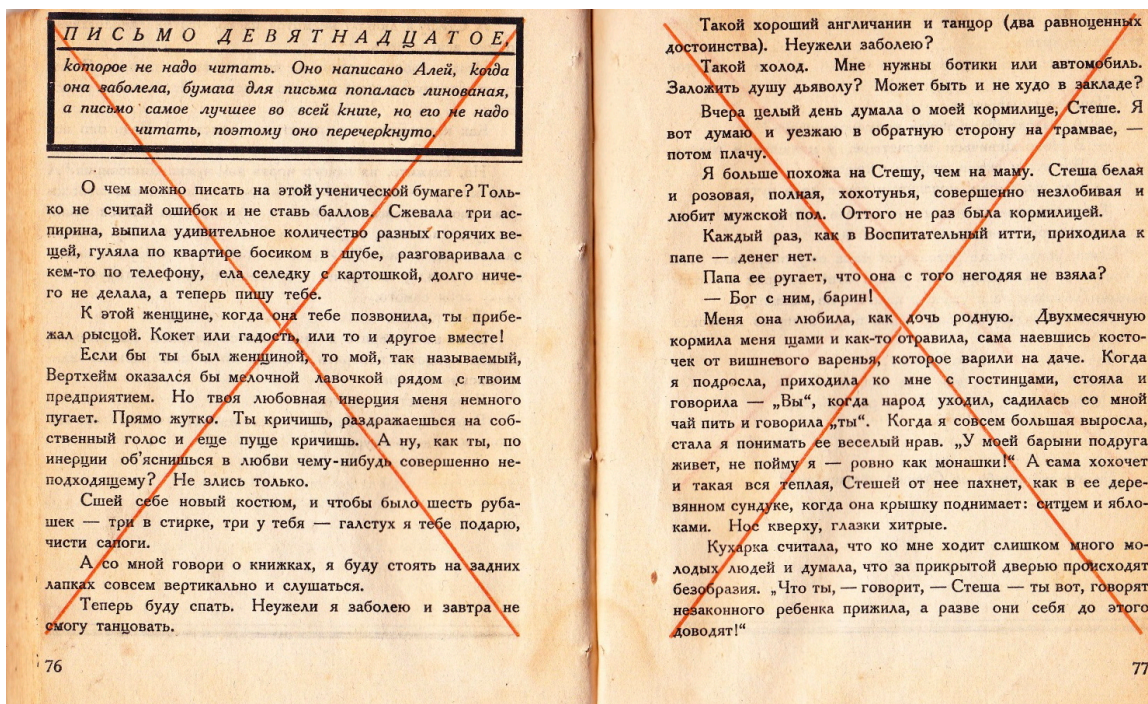 ПИСЬМО ДЕВЯТНАДЦАТОЕ,
которое не надо читать. Оно написано Алей, когда
она заболела, бумага для письма попалась линованая,
а письмо самое лучшее во всей книге, но его не надо
читать, поэтому оно перечеркнуто.
О чем можно писать на этой ученической бумаге? Толь-
ко не считай ошибок и не ставь баллов. Сжевала три ас-
пирина, выпила удивительное количество разных горячих ве-
щей, гуляла по квартире босиком в шубе, разговаривала с
кем-то по телефону, ела селедку с картошкой, долго ниче-
го не делала, а теперь пишу тебе.
К этой женщине, когда она тебе позвонила, ты прибе-
жал рысцой. Кокет или гадость, или то и другое вместе!
Если бы ты был женщиной, то мой, так называемый,
Вертхейм оказался бы мелочной лавочкой рядом с твоим
предприятием. Но твоя любовная инерция меня немного
пугает. Прямо жутко. Ты кричишь, раздражаешься на соб-
ственный голос и еще пуще кричишь. А ну, как ты, по
инерции об'яснишься в любви чему-нибудь совершенно не-
подходящему? Не злись только.
Сшей себе новый костюм, и чтобы было шесть руба-
шек — три в стирке, три у тебя — галстух я тебе подарю,
чисти сапоги.
А со мной говори о книжках, я буду стоять на задних
лапках совсем вертикально и слушаться.
Теперь буду спать. Неужели я заболею и завтра не
смогу танцовать.
76
Такой хороший англичанин и танцор (два равноценных
достоинства). Неужели заболею?
Такой холод. Мне нужны ботики или автомобиль.
Заложить душу дьяволу? Может быть и не худо в закладе?
Вчера целый день думала о моей кормилице, Стеше. Я
вот думаю и уезжаю в обратную сторону на трамвае, —
потом плачу.
Я больше похожа на Стешу, чем на маму. Стеша белая
и розовая, полная, хохотунья, совершенно незлобивая и
любит мужской пол. Оттого не раз была кормилицей.
Каждый раз, как в Воспитательный итти, приходила к
папе — денег нет.
Папа ее ругает, что она с того негодяя не взяла?
— Бог с ним, барин!
Меня она любила, как дочь родную. Двухмесячную
кормила меня щами и как-то отравила, сама наевшись косто-
чек от вишневого варенья, которое варили на даче. Когда
я подросла, приходила ко мне с гостинцами, стояла и
говорила — „Вы“, когда народ уходил, садилась со мной
чай пить и говорила „ты“. Когда я совсем большая выросла,
стала я понимать ее веселый нрав. „У моей барыни подруга
живет, не пойму я — ровно как монашки!“ А сама хохочет
и такая вся теплая, Стешей от нее пахнет, как в ее дере-
вянном сундуке, когда она крышку поднимает: ситцем и ябло-
ками. Нос кверху, глазки хитрые.
Кухарка считала, что ко мне ходит слишком много мо-
лодых людей и думала, что за прикрытой дверью происходят
безобразия. „Что ты, — говорит, — Стеша — ты вот, говорят
незаконного ребенка прижила, а разве они себя до этого
доводят!“
77